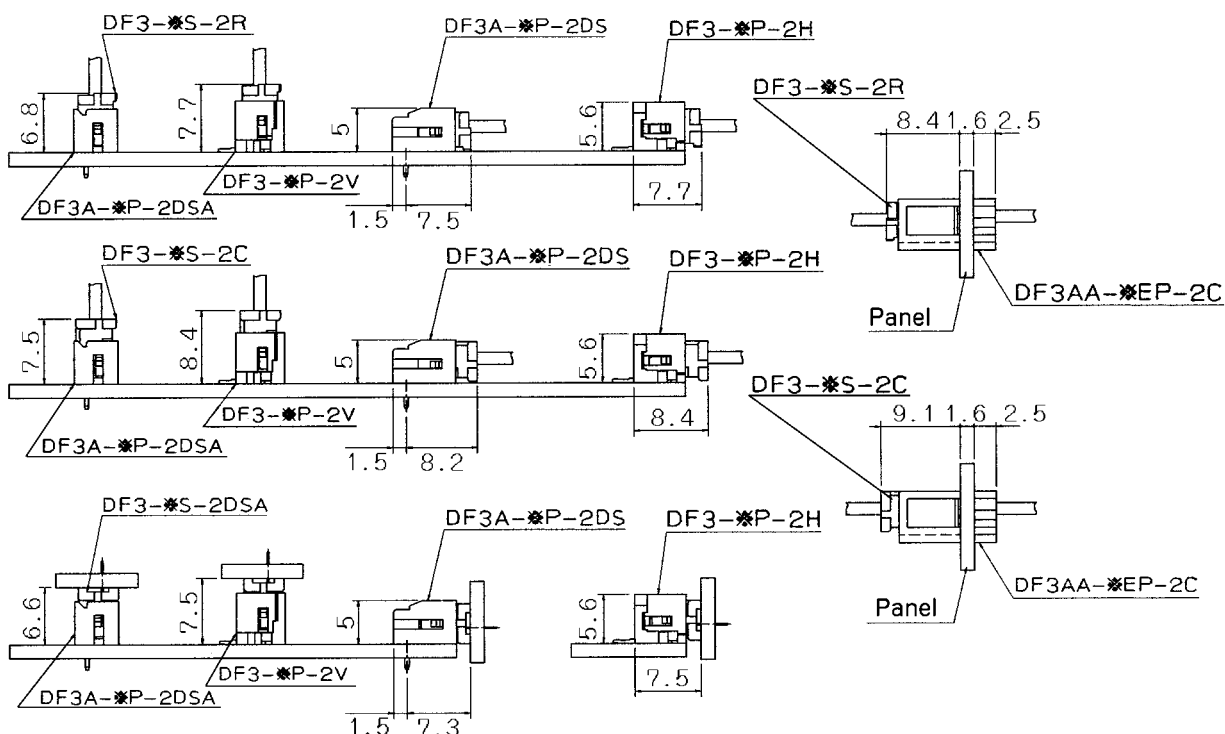 DF3-※S-2R
DF3A-※P-2DS
DF3-※P-2H
6.8
7.7
5
5.6
DF3A-※P-2DSA
DF3-※P-2V
1.5 7.5
7.7
DF3-※S-2R
8.4 1.6 2.5
Panel
DF3AA-※EP-2C
DF3-※S-2C
DF3A-※P-2DS
DF3-※P-2H
7.5
8.4
5
5.6
DF3A-※P-2DSA
DF3-※P-2V
1.5 8.2
8.4
DF3-※S-2C
9.1 1.6 2.5
Panel
DF3AA-※EP-2C
DF3-※S-2DSA
DF3A-※P-2DS
DF3-※P-2H
6.6
7.5
5
5.6
DF3A-※P-2DSA
DF3-※P-2V
1.5 7.3
7.5